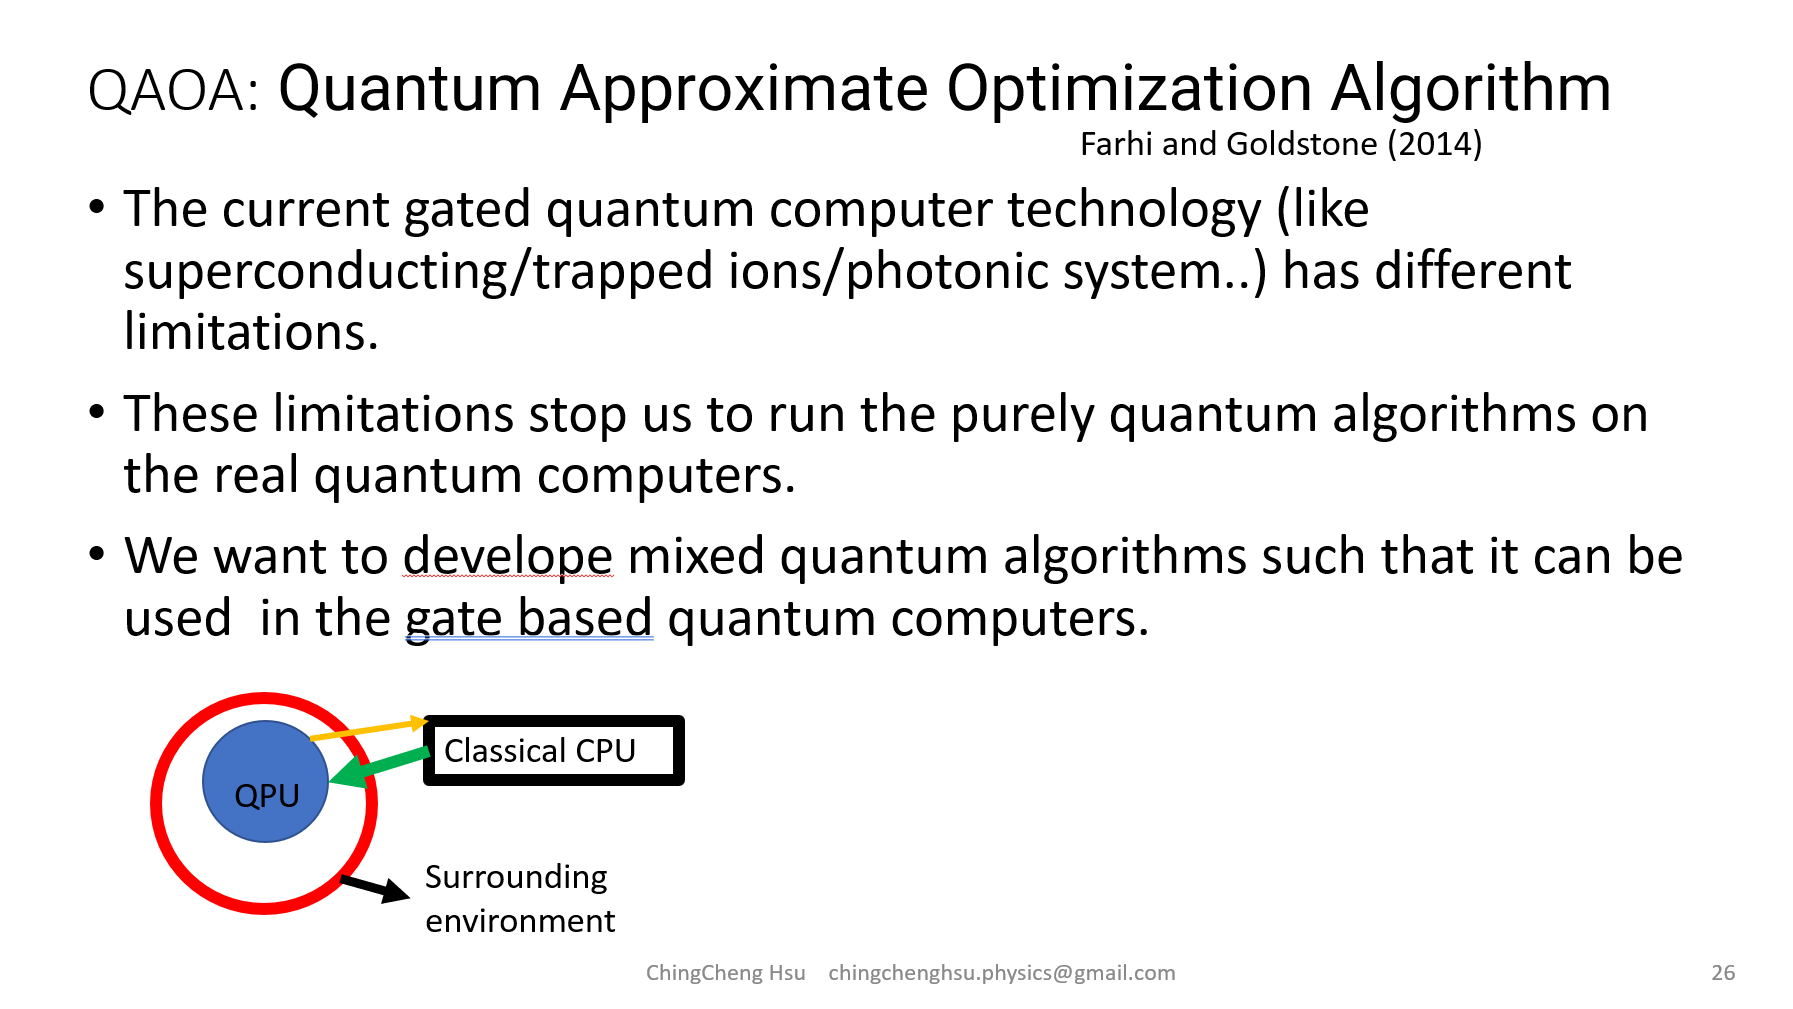 QAOA: Quantum Approximate Optimization Algorithm
Farhi and Goldstone (2014)
• The current gated quantum computer technology (like
superconducting/trapped ions/photonic system..) has different
limitations.
• These limitations stop us to run the purely quantum algorithms on
the real quantum computers.
• We want to develope mixed quantum algorithms such that it can be
used  in the gate based quantum computers.
Classical CPU
QPU
Surrounding
environment
ChingCheng Hsu    chingchenghsu.physics@gmail.com
26